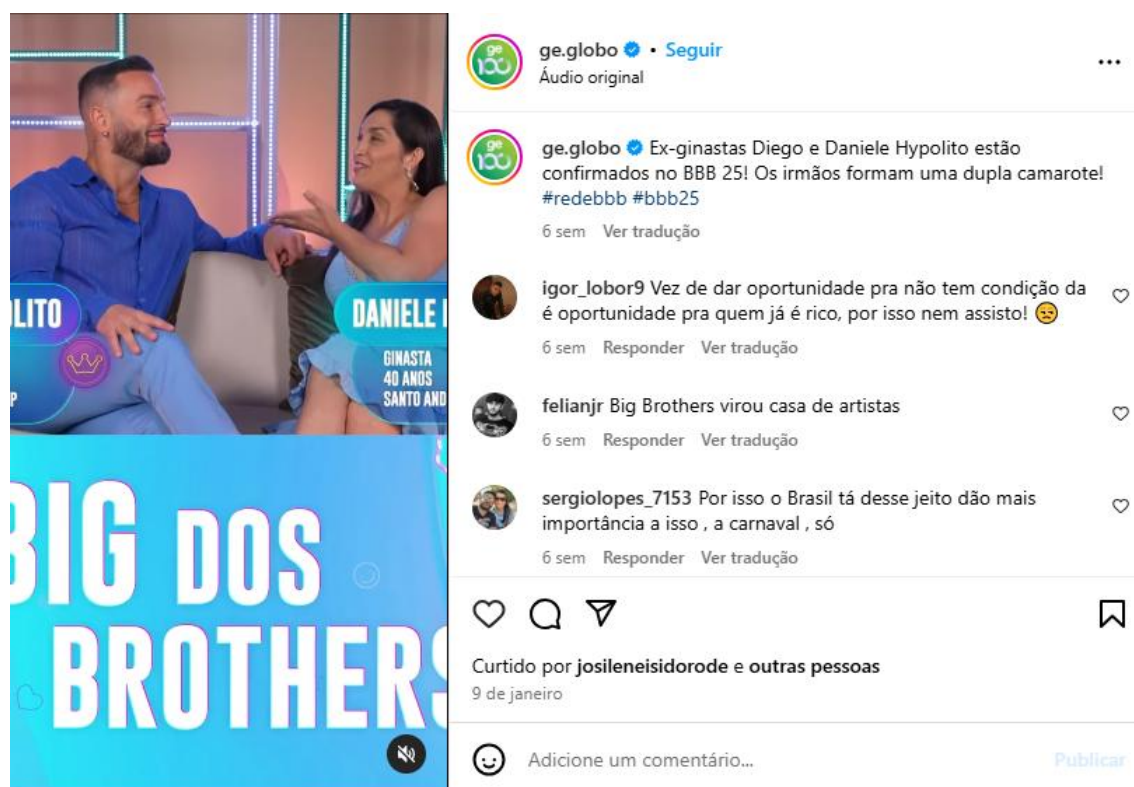 LITO
P
DANIELE
GINASTA
40 ANOS
SANTO AND
BIG DOS
BROTHERS
ge.globo • Seguir
Áudio original
ge.globo Ex-ginastas Diego e Daniele Hypolito estão
confirmados no BBB 25! Os irmãos formam uma dupla camarote!
#redebbb #bbb25
6 sem Ver tradução
igor_lobor9 Vez de dar oportunidade pra não tem condição da
é oportunidade pra quem já é rico, por isso nem assisto! 😒
6 sem Responder Ver tradução
felianjr Big Brothers virou casa de artistas
6 sem Responder Ver tradução
sergiolopes_7153 Por isso o Brasil tá desse jeito dão mais
importância a isso , a carnaval , só
6 sem Responder Ver tradução
Curtido por josileneisidorode e outras pessoas
9 de janeiro
Adicione um comentário...
Publicar
ge
100
ge
100